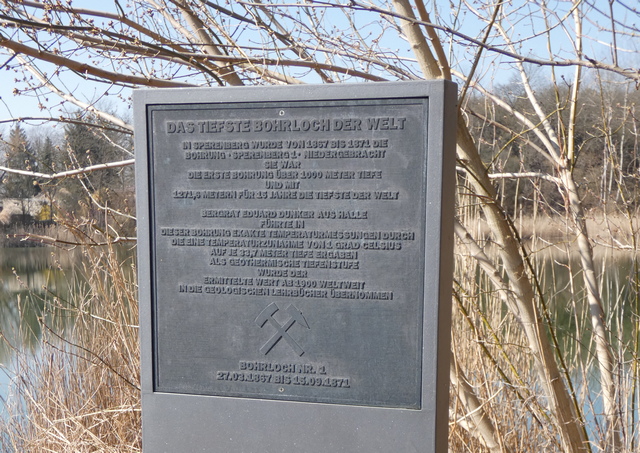 DAS TIEFSTE BOHRLOCH DER WELT
IN SPERENBERG WURDE VON 1867 BIS 1871 DIE
BOHRUNG "SPERENBERG 1" NIEDERGEBRACHT
SIE WAR
DIE ERSTE BOHRUNG ÜBER 1000 METER TIEFE
UND MIT
1271,6 METERN FÜR 15 JAHRE DIE TIEFSTE DER WELT
BERGRAT EDUARD DUNKER AUS HALLE
FÜHRTE IN
DIESER BOHRUNG EXAKTE TEMPERATURMESSUNGEN DURCH
DIE EINE TEMPERATURZUNAHME VON 1 GRAD CELSIUS
AUF JE 33,7 METER TIEFE ERGABEN
ALS GEOTHERMISCHE TIEFENSTUFE
WURDE DER
ERMITTELTE WERT AB 1900 WELTWEIT
IN DIE GEOLOGISCHEN LEHRBÜCHER ÜBERNOMMEN
BOHRLOCH NR. 1
27.03.1867 BIS 15.09.1871